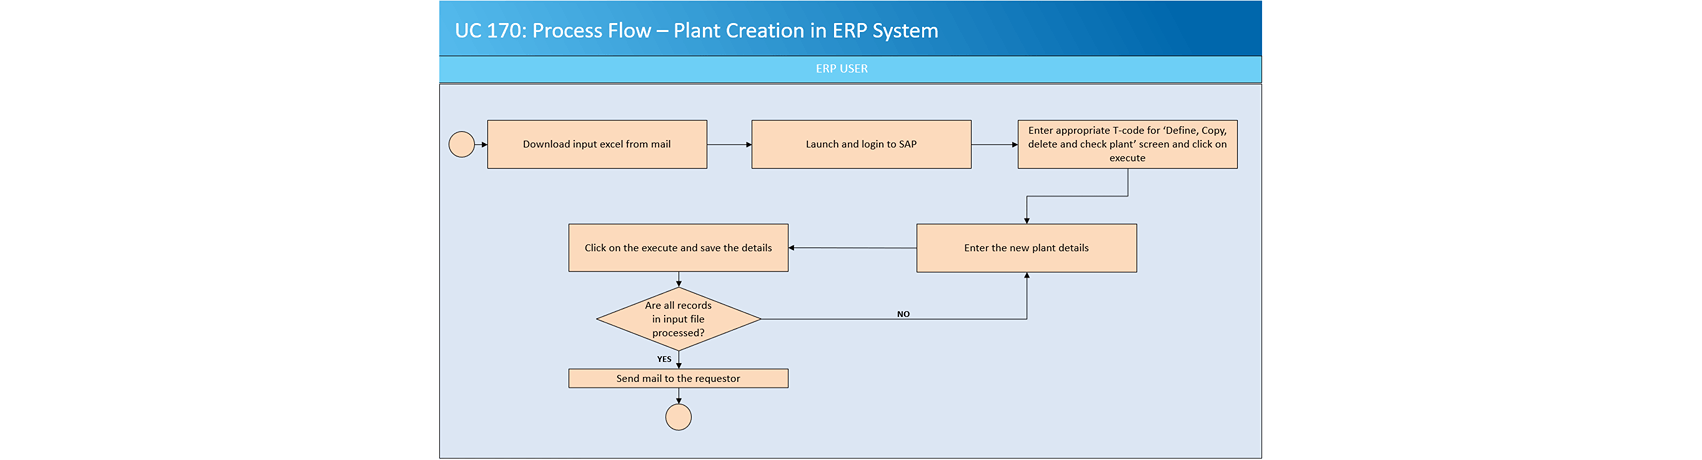 UC 170: Process Flow – Plant Creation in ERP System
ERP USER
Download input excel from mail
Launch and login to SAP
Enter appropriate T-code for ‘Define, Copy,
delete and check plant’ screen and click on
execute
Enter the new plant details
Click on the execute and save the details
Are all records
in input file
processed?
NO
YES
Send mail to the requestor